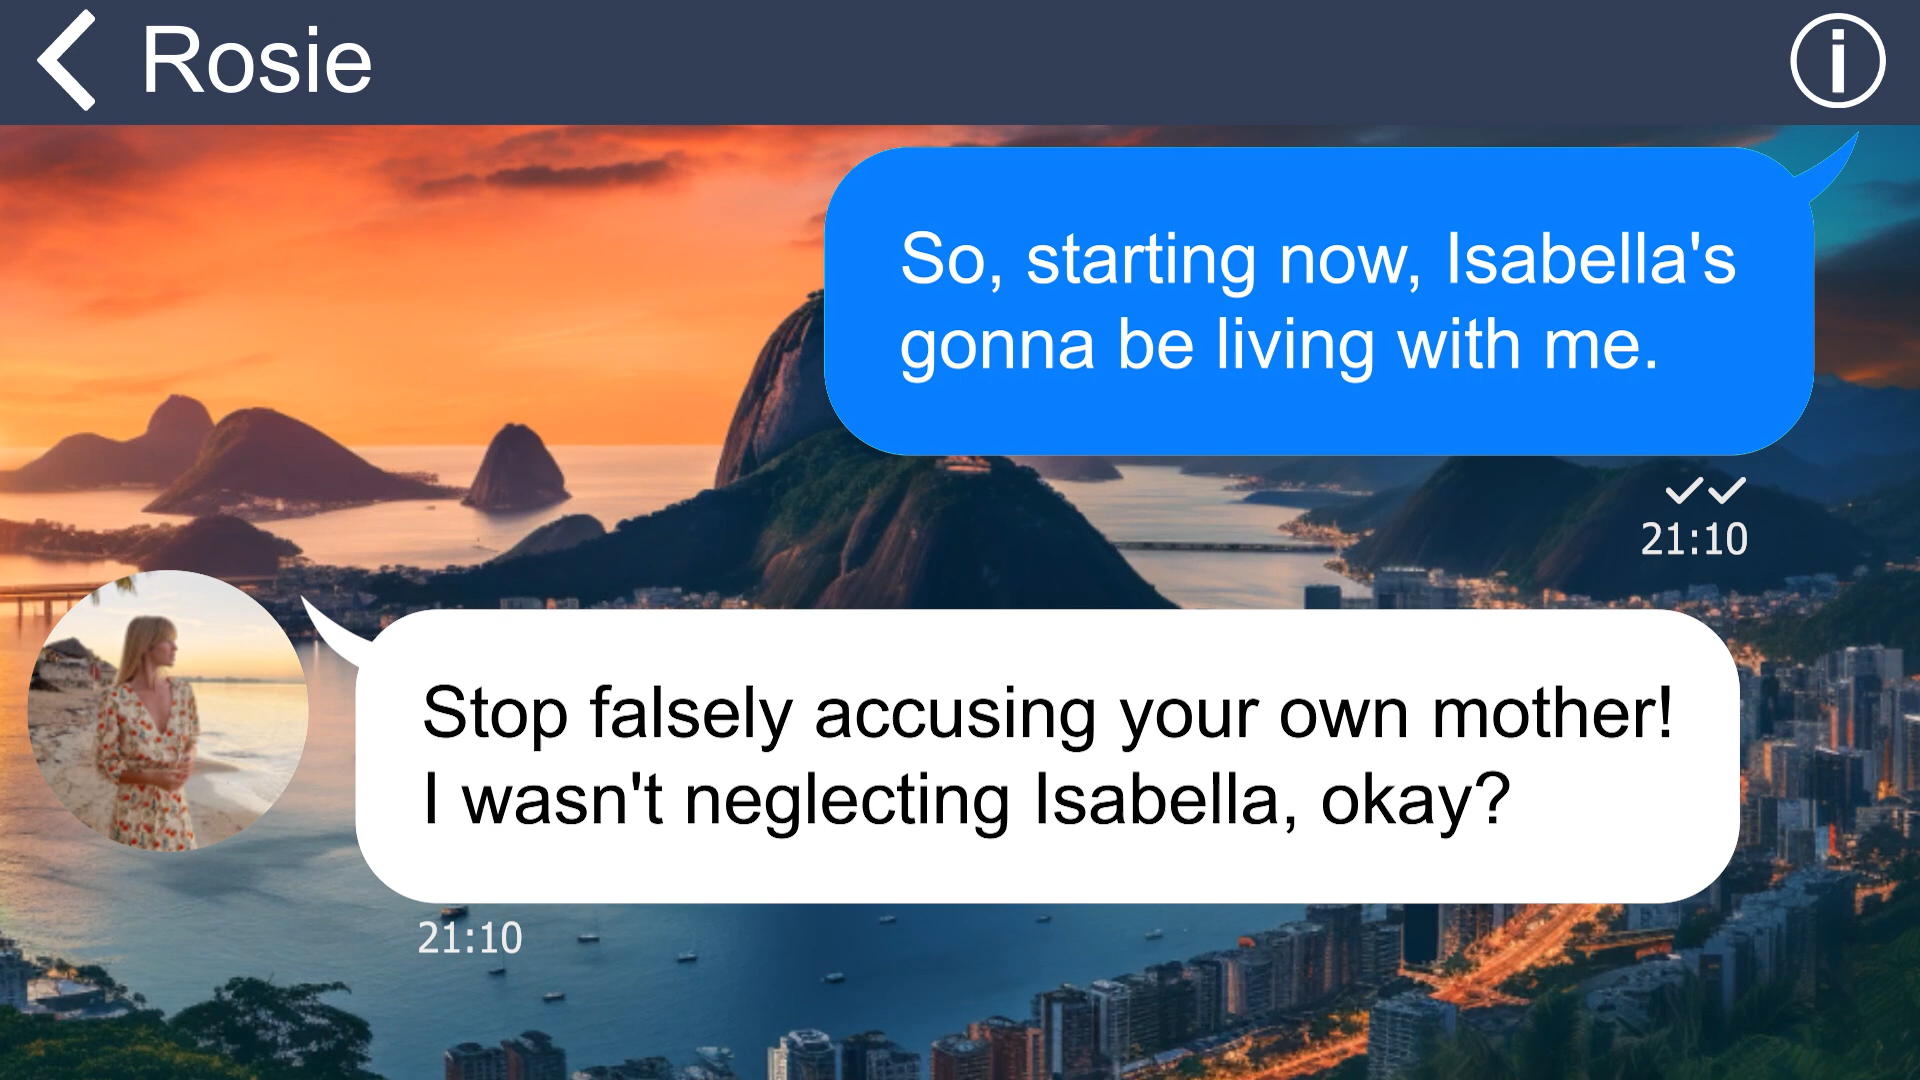 Rosie
So, starting now, Isabella's
gonna be living with me.
21:10
Stop falsely accusing your own mother!
I wasn't neglecting Isabella, okay?
21:10